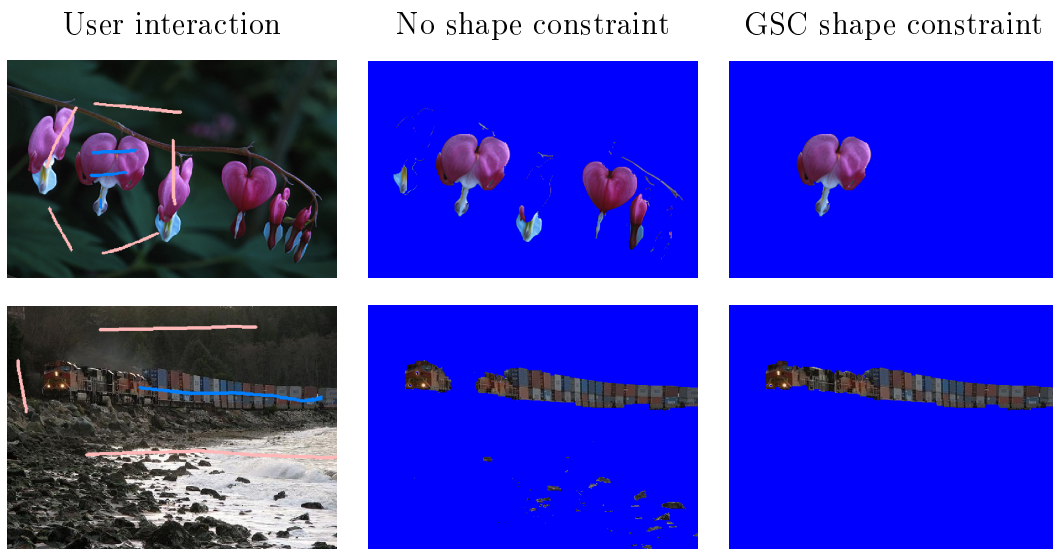 User interaction
No shape constraint
GSC shape constraint